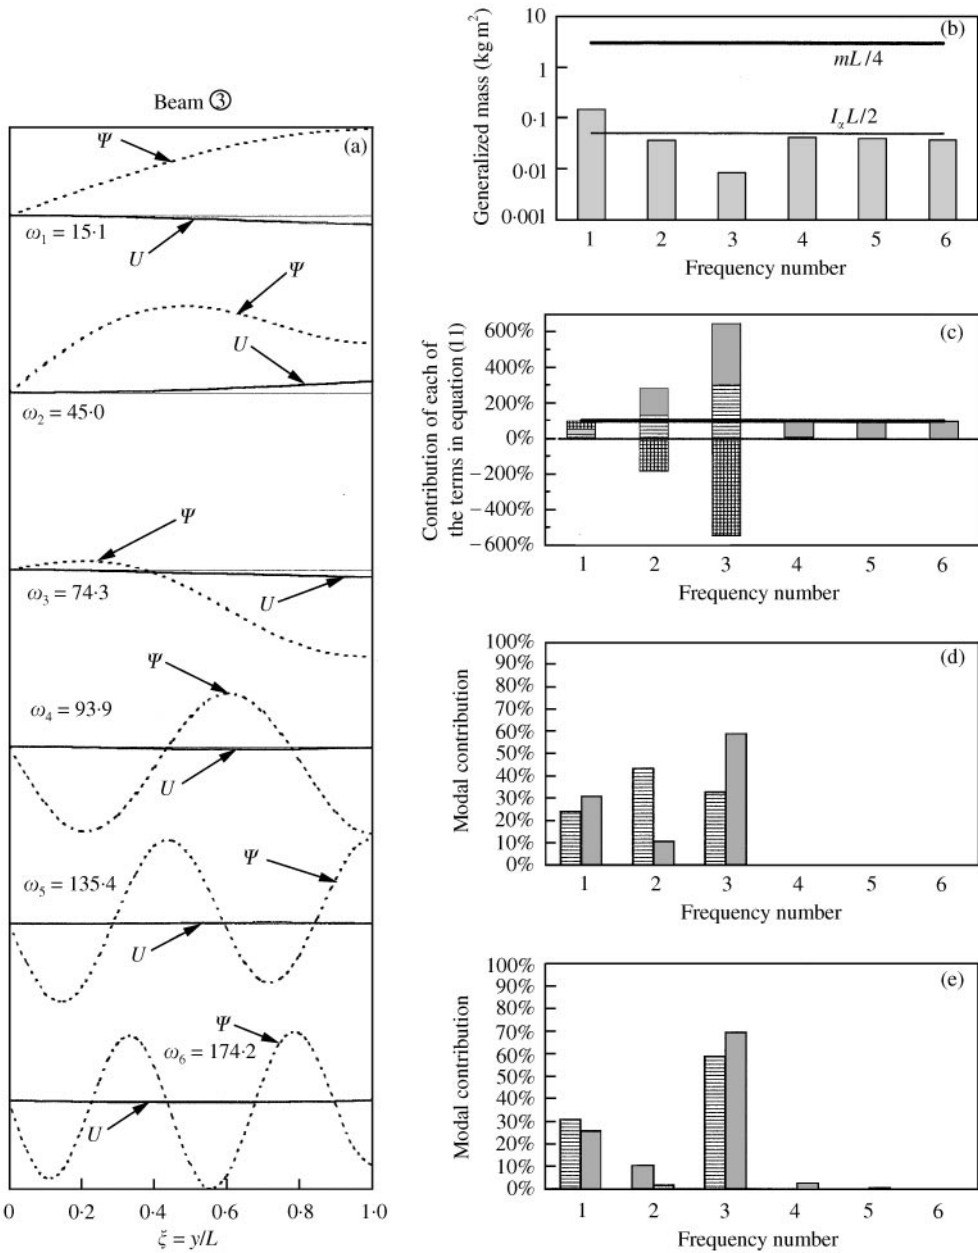 Beam ③
(a)
Ψ
ω₁ = 15·1
U
Ψ
U
ω₂ = 45·0
Ψ
ω₃ = 74·3
U
Ψ
ω₄ = 93·9
U
Ψ
ω₅ = 135·4
U
Ψ
ω₆ = 174·2
U
0 0·2 0·4 0·6 0·8 1·0
ξ = y/L
Generalized mass (kg m²)
10
1
0·1
0·01
0·001
(b)
mL/4
I_α L/2
1 2 3 4 5 6
Frequency number
Contribution of each of
the terms in equation (11)
600%
400%
200%
0%
−200%
−400%
−600%
(c)
1 2 3 4 5 6
Frequency number
Modal contribution
100%
90%
80%
70%
60%
50%
40%
30%
20%
10%
0%
(d)
1 2 3 4 5 6
Frequency number
Modal contribution
100%
90%
80%
70%
60%
50%
40%
30%
20%
10%
0%
(e)
1 2 3 4 5 6
Frequency number